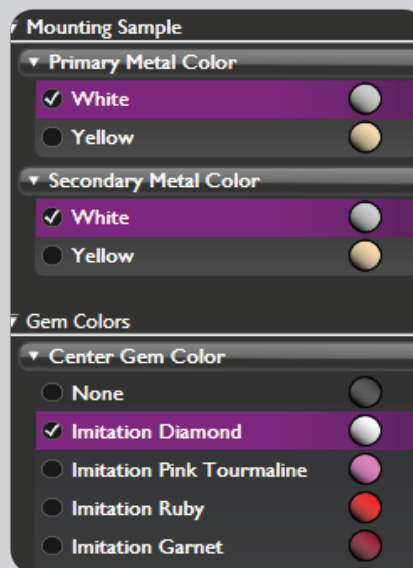 Mounting Sample
Primary Metal Color
White
Yellow
Secondary Metal Color
White
Yellow
Gem Colors
Center Gem Color
None
Imitation Diamond
Imitation Pink Tourmaline
Imitation Ruby
Imitation Garnet